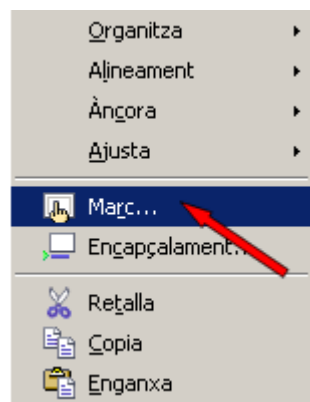 Organitza
Alineament
Àncora
Ajusta
Marc...
Encapçalament...
Retalla
Copia
Enganxa